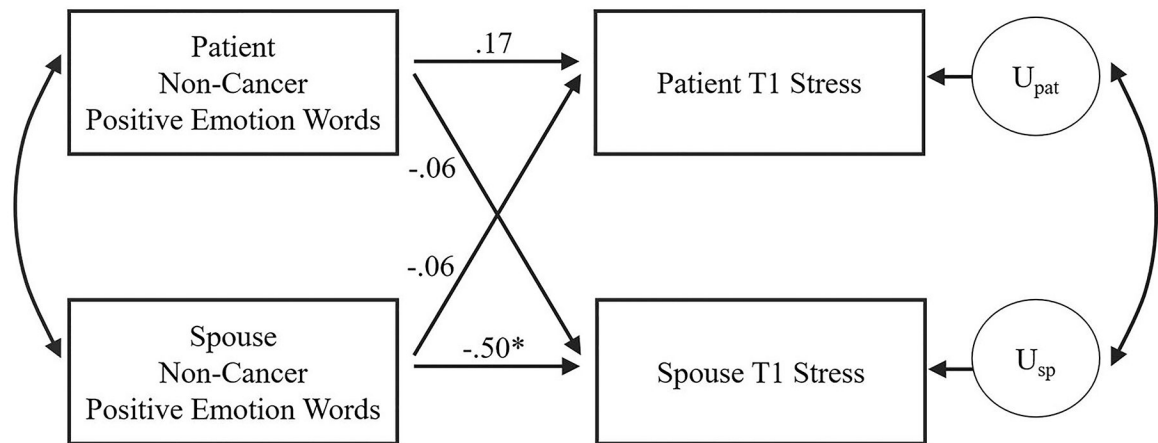 Patient
Non-Cancer
Positive Emotion Words
.17
Patient T1 Stress
U_pat
-.06
-.06
Spouse
Non-Cancer
Positive Emotion Words
-.50*
Spouse T1 Stress
U_sp